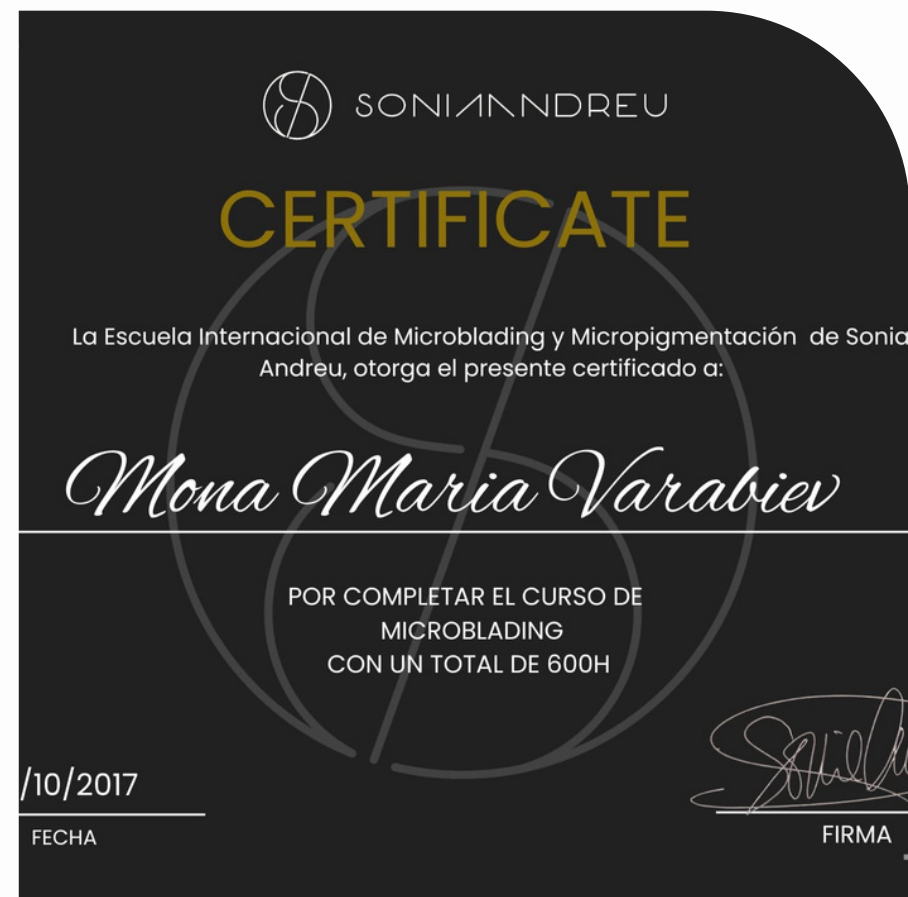 SONIAANDREU
CERTIFICATE
La Escuela Internacional de Microblading y Micropigmentación de Sonia
Andreu, otorga el presente certificado a:
Mona Maria Varabiev
POR COMPLETAR EL CURSO DE
MICROBLADING
CON UN TOTAL DE 600H
/10/2017
FECHA
FIRMA